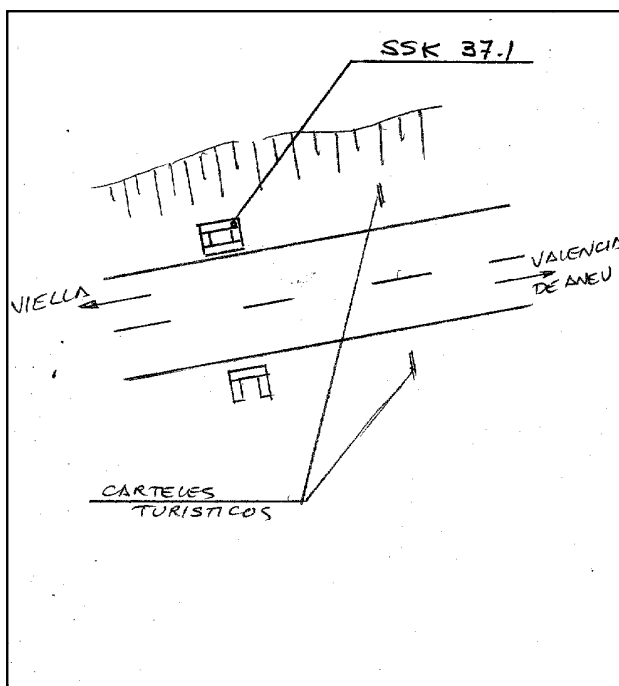 SSK 37.1
VIELLA
VALENCIA
DE ANEU
CARTELES
TURISTICOS